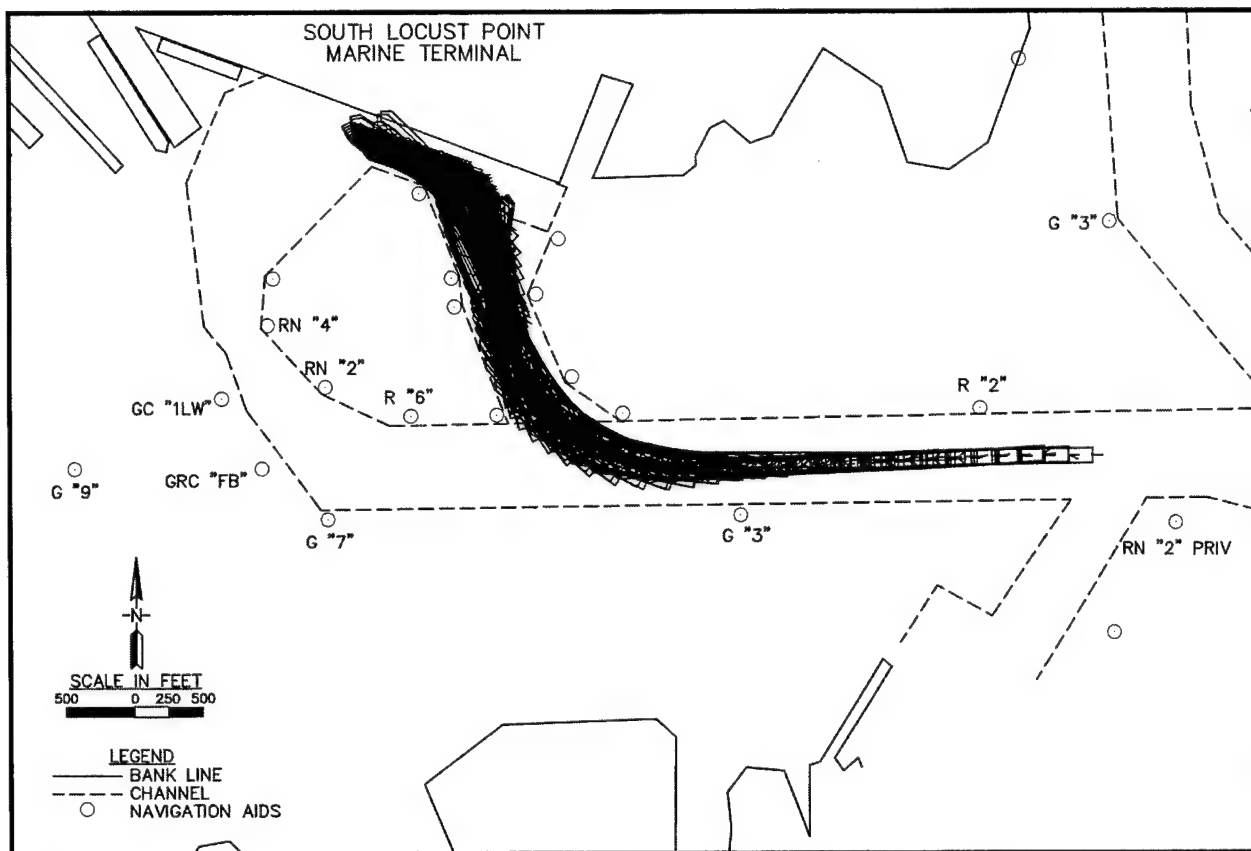 SOUTH LOCUST POINT
MARINE TERMINAL
G "3"
RN "4"
RN "2"
R "2"
GC "1LW"
R "6"
GRC "FB"
G "9"
G "7"
G "3"
RN "2" PRIV
N
SCALE IN FEET
500 0 250 500
LEGEND
BANK LINE
CHANNEL
NAVIGATION AIDS